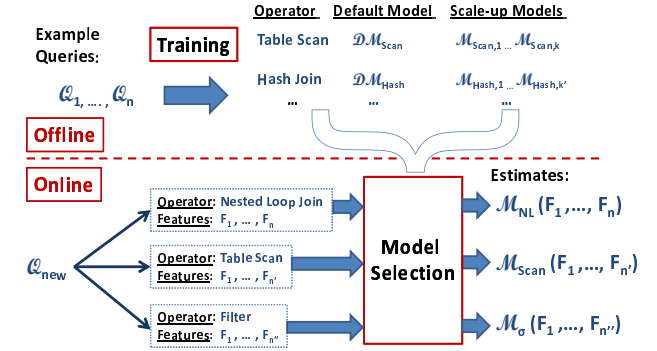 Operator Default Model Scale-up Models
Example
Queries:
Training
Table Scan 𝒟ℳScan ℳScan,1 ... ℳScan,k
𝒬1, .... , 𝒬n
Hash Join 𝒟ℳHash ℳHash,1 ... ℳHash,k'
... ... ...
Offline
Online
Estimates:
Operator: Nested Loop Join
Features: F1 , ... , Fn
ℳNL (F1 ,..., Fn)
𝒬new
Operator: Table Scan
Features: F1 , ... , Fn'
Model
Selection
ℳScan (F1 ,..., Fn')
Operator: Filter
Features: F1 , ... , Fn''
ℳσ (F1 ,..., Fn'')